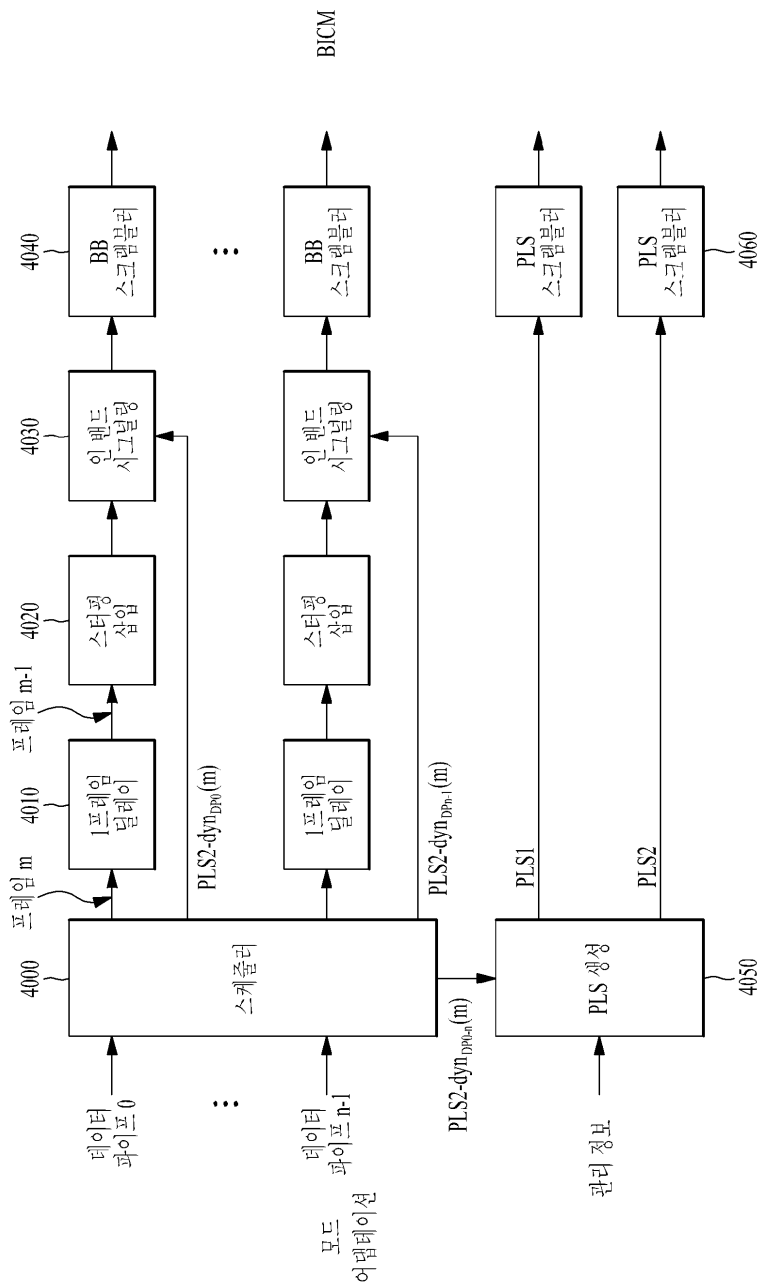 데이터
파이프 0
데이터
파이프 n-1
모드
어댑테이션
관리 정보
4000
스케줄러
프레임 m
4010
1프레임
딜레이
프레임 m-1
4020
스터핑
삽입
4030
인 밴드
시그널링
4040
BB
스크램블러
PLS2-dynDP0(m)
1프레임
딜레이
스터핑
삽입
인 밴드
시그널링
BB
스크램블러
BICM
PLS2-dynDPn-1(m)
PLS2-dynDP0-n(m)
PLS 생성
4050
PLS1
PLS
스크램블러
PLS2
PLS
스크램블러
4060